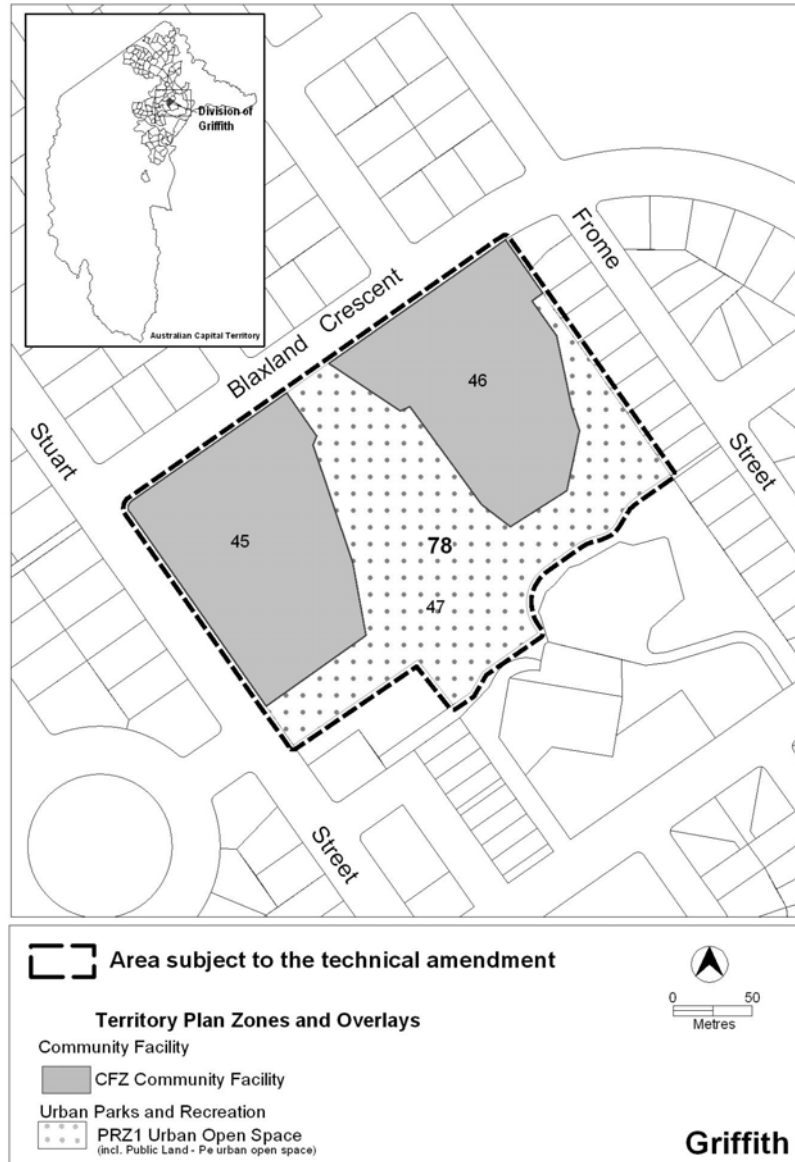 Division of
Griffith
Australian Capital Territory
Frome
Blaxland Crescent
46
Stuart
45
78
47
Street
Street
Area subject to the technical amendment
Territory Plan Zones and Overlays
Community Facility
CFZ Community Facility
Urban Parks and Recreation
PRZ1 Urban Open Space
(incl. Public Land - Pe urban open space)
0 50
Metres
Griffith